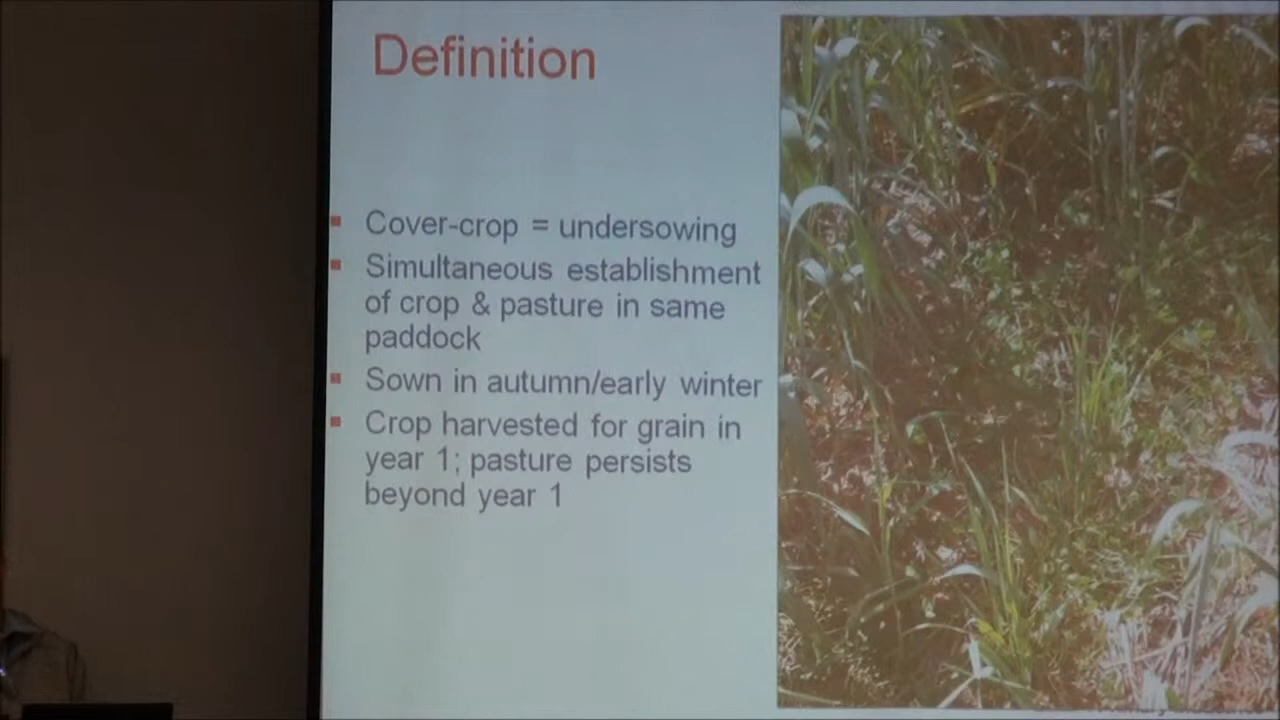 Definition
Cover-crop = undersowing
Simultaneous establishment
of crop & pasture in same
paddock
Sown in autumn/early winter
Crop harvested for grain in
year 1; pasture persists
beyond year 1